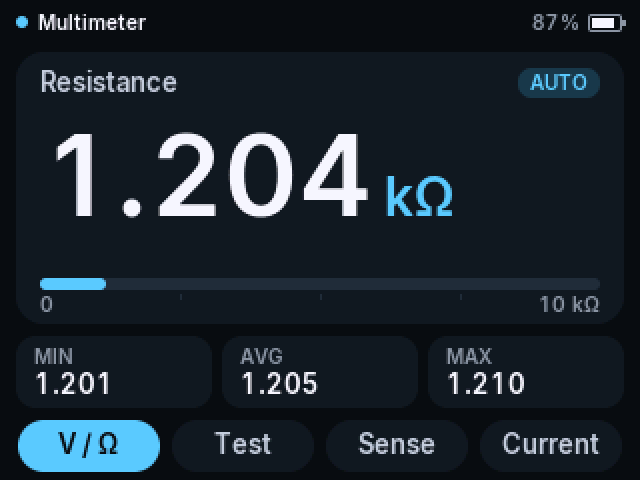 Multimeter 87%
Resistance AUTO
1.204 kΩ
0 10 kΩ
MIN AVG MAX
1.201 1.205 1.210
V / Ω Test Sense Current